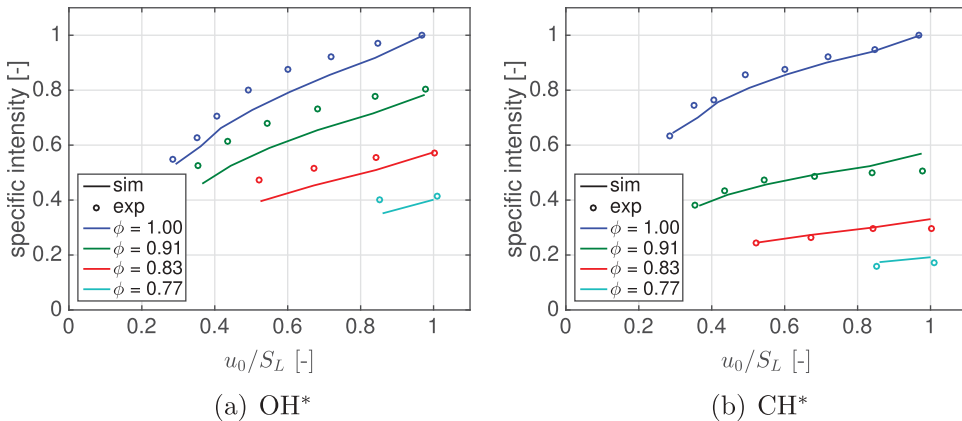 specific intensity [-]
1
0.8
0.6
0.4
0.2
0
sim
exp
ϕ = 1.00
ϕ = 0.91
ϕ = 0.83
ϕ = 0.77
0 0.2 0.4 0.6 0.8 1
u₀/S_L [-]
(a) OH*
specific intensity [-]
1
0.8
0.6
0.4
0.2
0
sim
exp
ϕ = 1.00
ϕ = 0.91
ϕ = 0.83
ϕ = 0.77
0 0.2 0.4 0.6 0.8 1
u₀/S_L [-]
(b) CH*